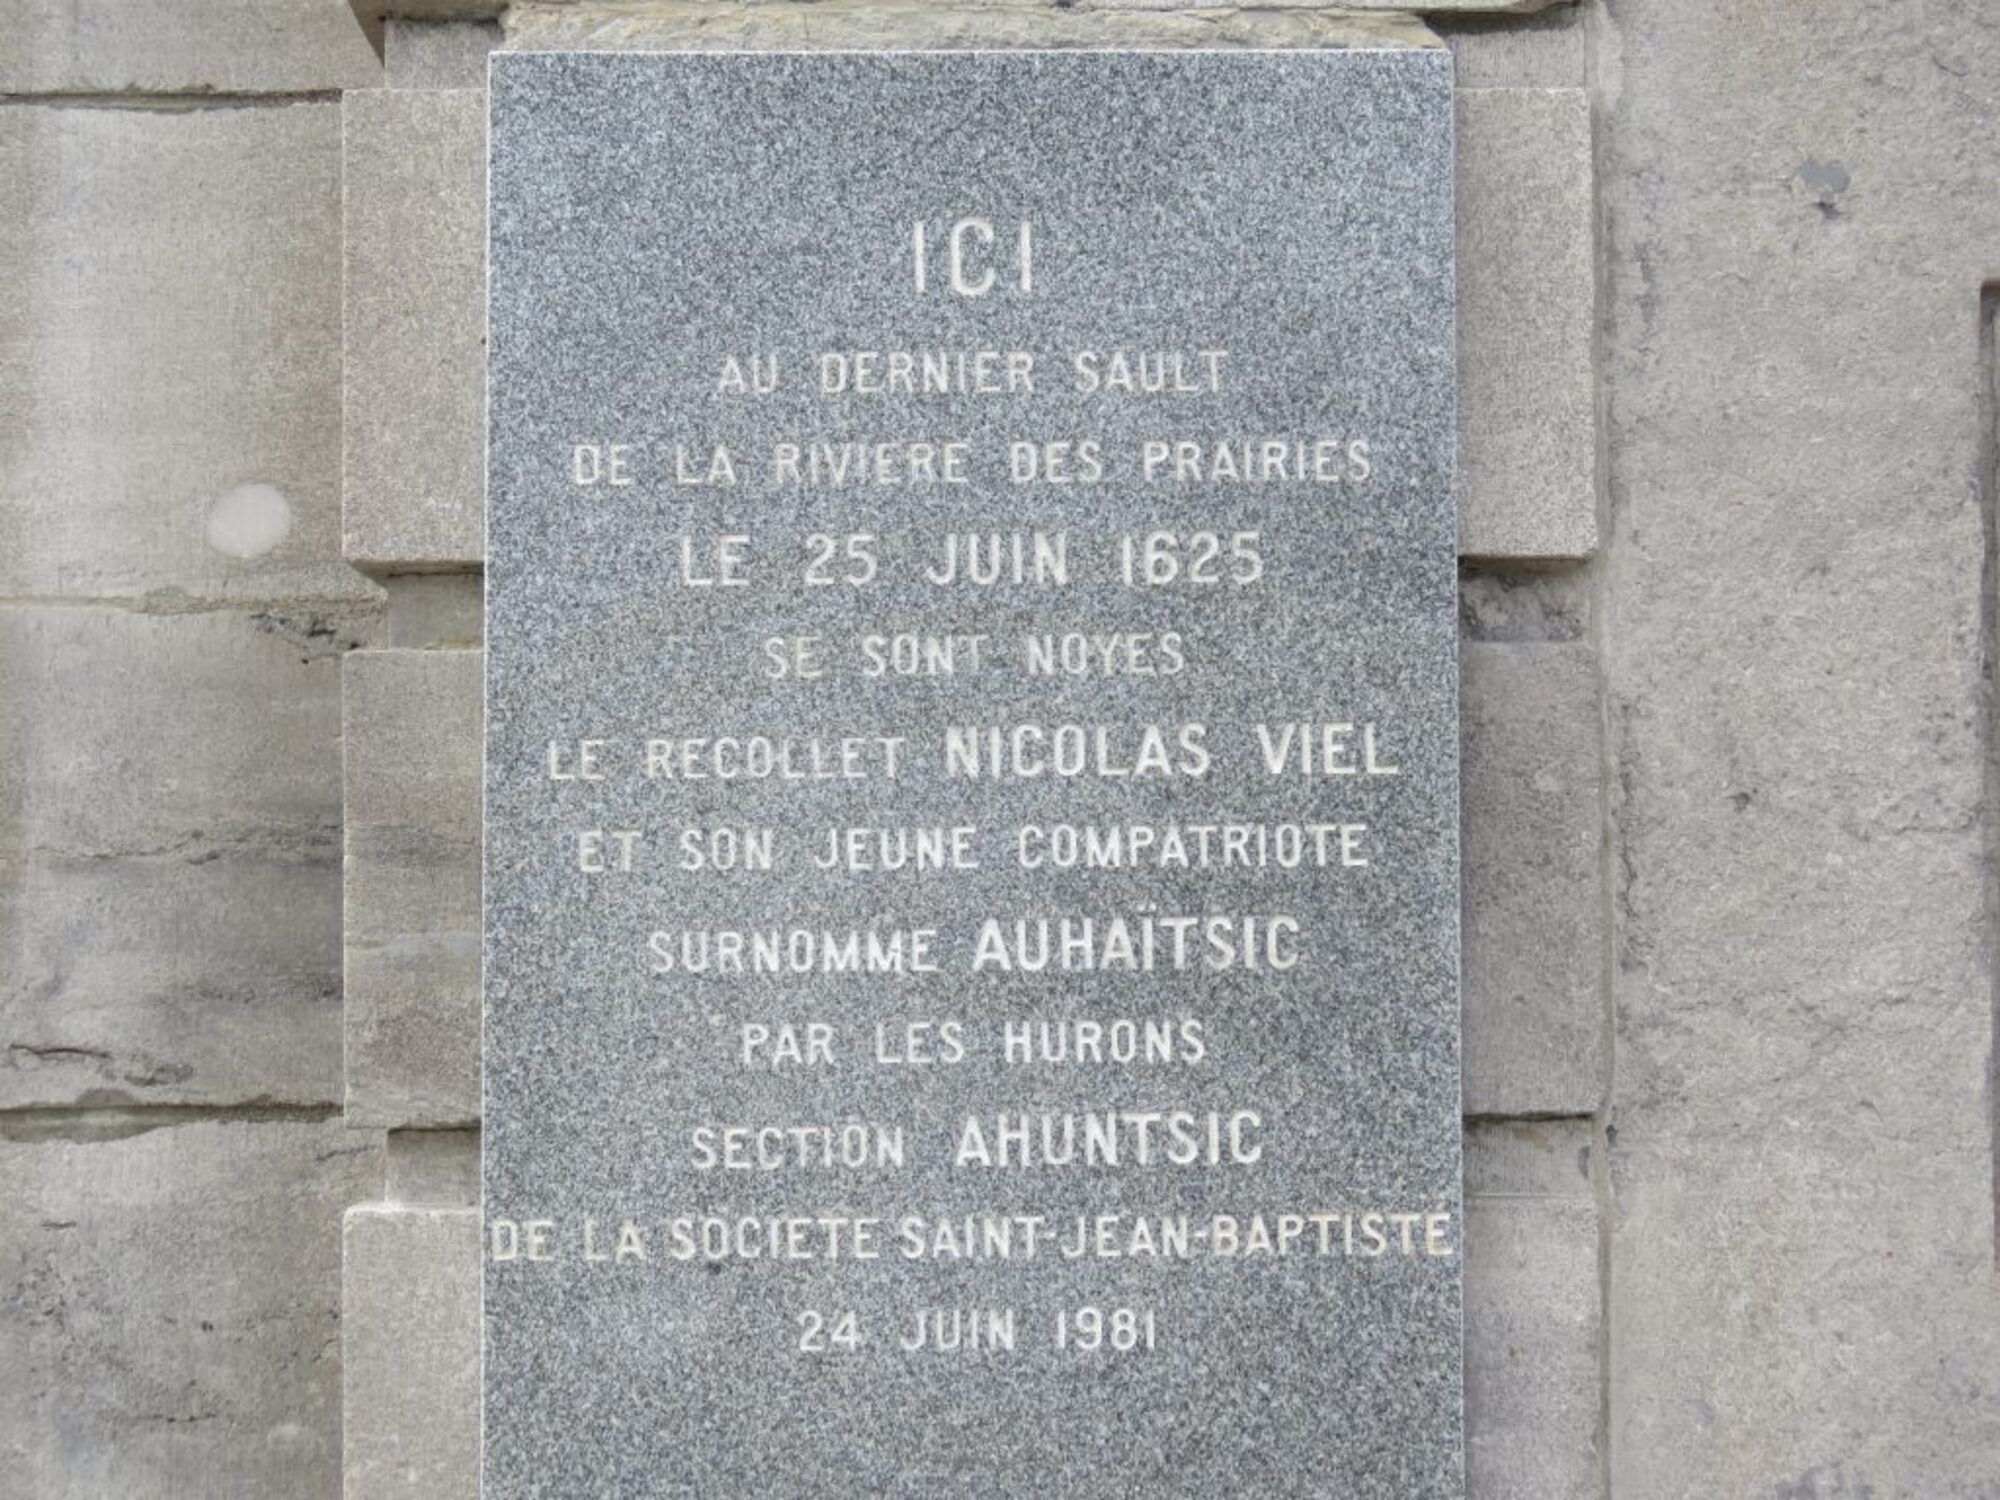 ICI
AU DERNIER SAULT
DE LA RIVIERE DES PRAIRIES
LE 25 JUIN 1625
SE SONT NOYES
LE RECOLLET NICOLAS VIEL
ET SON JEUNE COMPATRIOTE
SURNOMME AUHAÏTSIC
PAR LES HURONS
SECTION AHUNTSIC
DE LA SOCIETE SAINT-JEAN-BAPTISTE
24 JUIN 1981